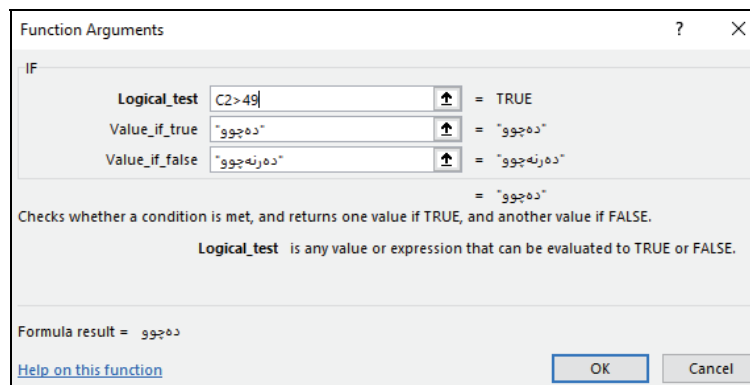 Function Arguments ? ×
IF
Logical_test C2>49 = TRUE
Value_if_true "دەچوو" = "دەچوو"
Value_if_false "دەرنەچوو" = "دەرنەچوو"
= "دەچوو"
Checks whether a condition is met, and returns one value if TRUE, and another value if FALSE.
Logical_test is any value or expression that can be evaluated to TRUE or FALSE.
Formula result = دەچوو
Help on this function OK Cancel